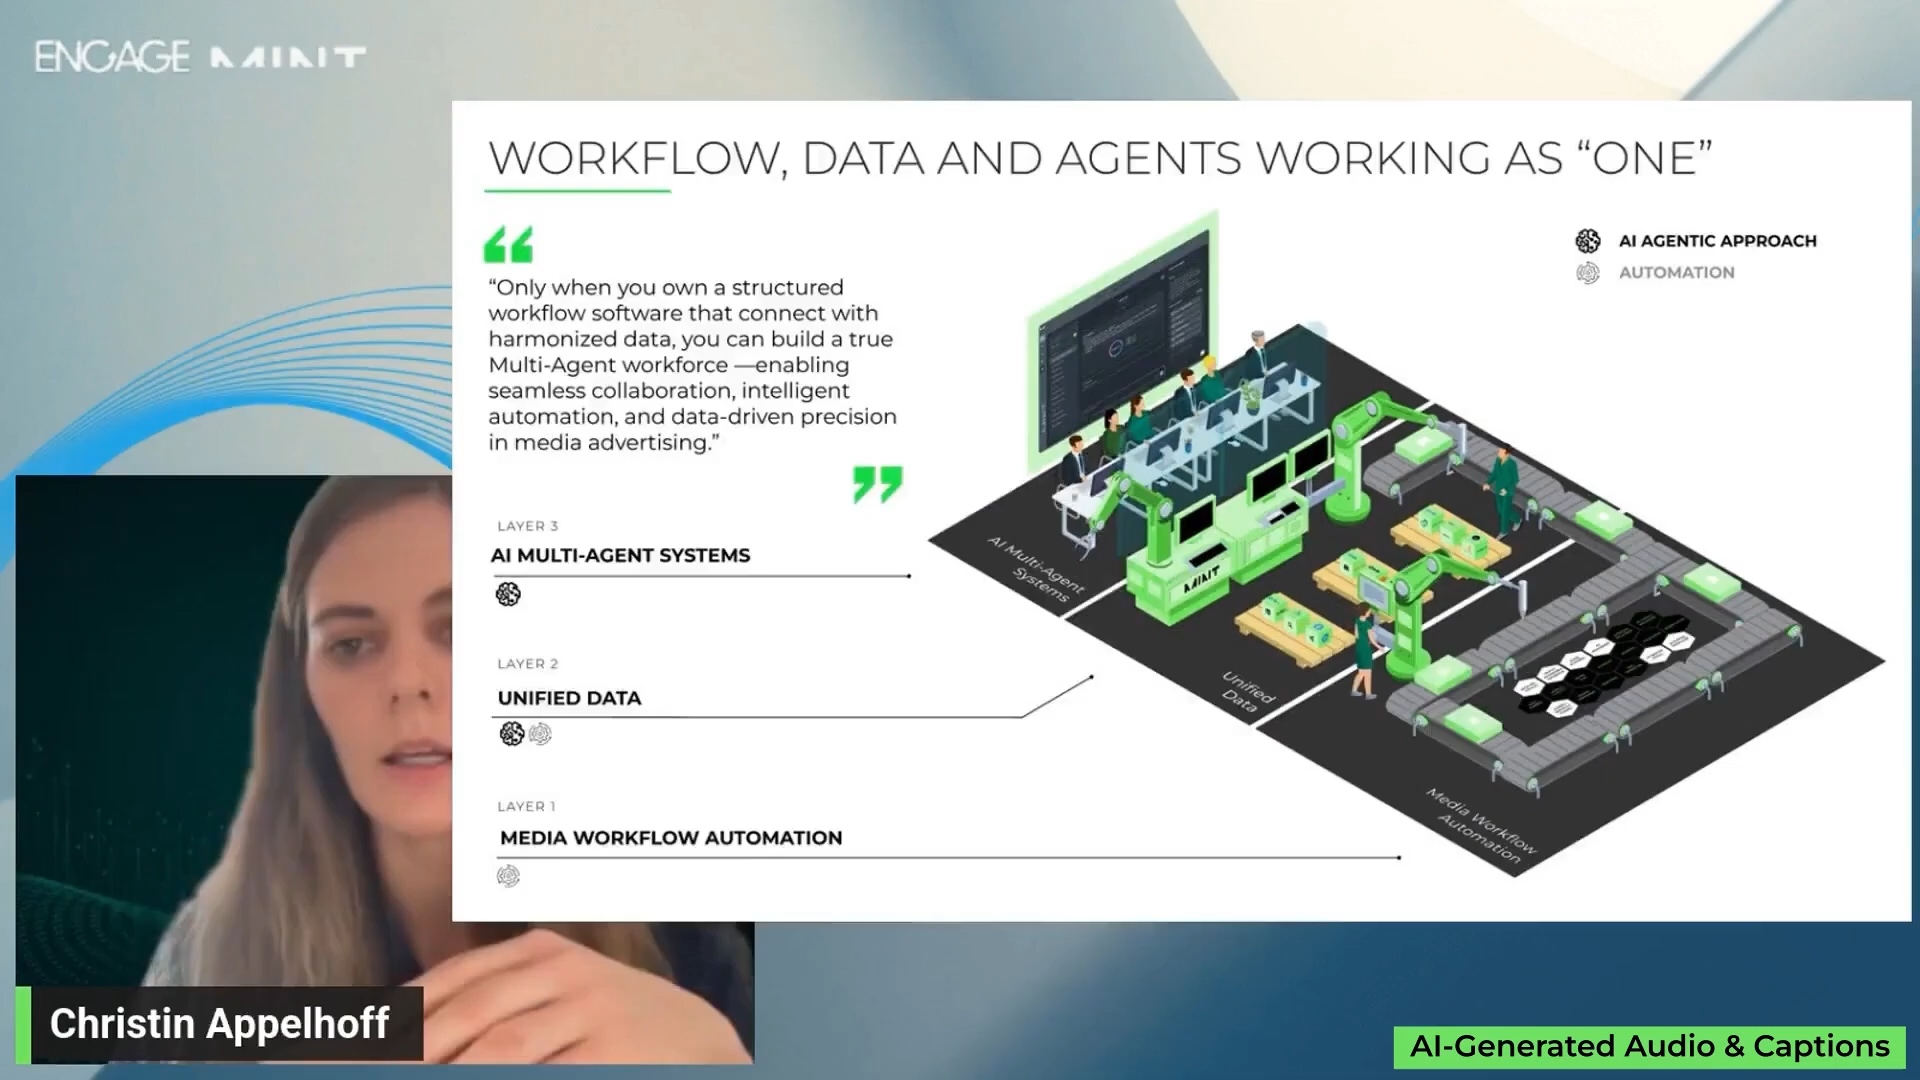 ENGAGE MINT
WORKFLOW, DATA AND AGENTS WORKING AS “ONE”
“Only when you own a structured
workflow software that connect with
harmonized data, you can build a true
Multi-Agent workforce —enabling
seamless collaboration, intelligent
automation, and data-driven precision
in media advertising.”
AI AGENTIC APPROACH
AUTOMATION
LAYER 3
AI MULTI-AGENT SYSTEMS
LAYER 2
UNIFIED DATA
LAYER 1
MEDIA WORKFLOW AUTOMATION
AI Multi-Agent
Systems
MINT
Unified
Data
Media Workflow
Automation
Christin Appelhoff
AI-Generated Audio & Captions